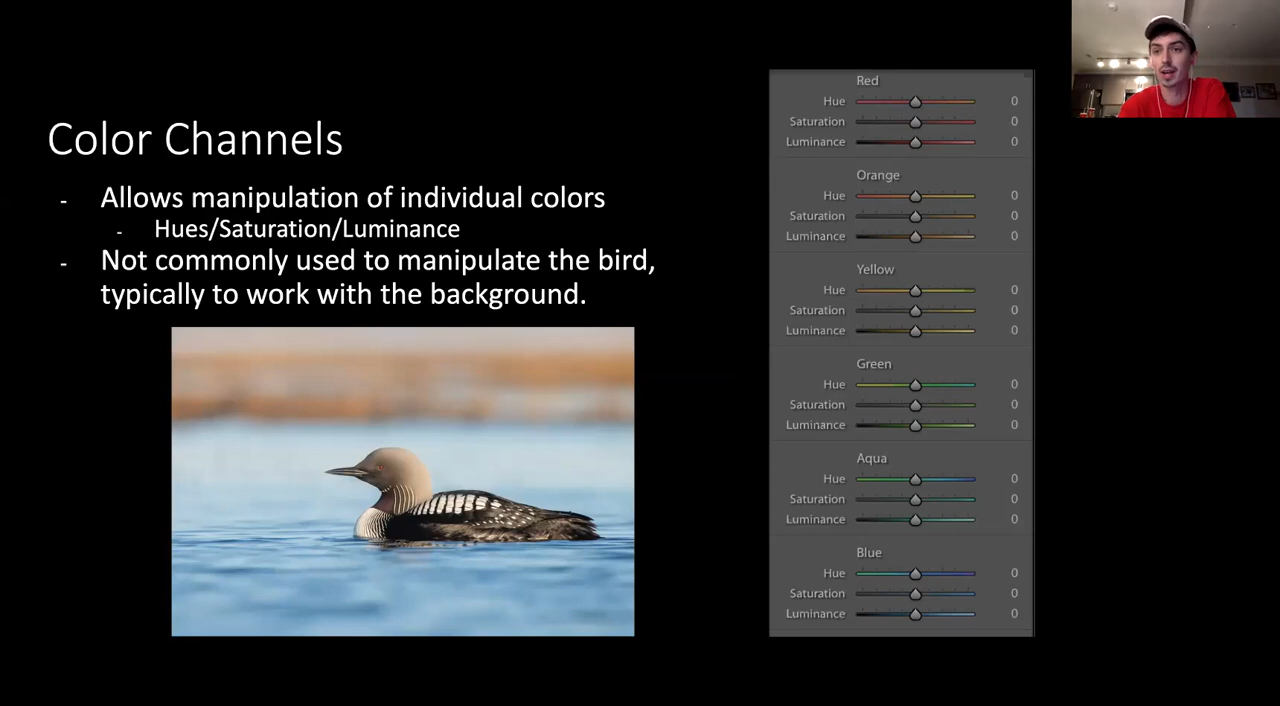 Color Channels
- Allows manipulation of individual colors
- Hues/Saturation/Luminance
- Not commonly used to manipulate the bird,
typically to work with the background.
Red
Hue 0
Saturation 0
Luminance 0
Orange
Hue 0
Saturation 0
Luminance 0
Yellow
Hue 0
Saturation 0
Luminance 0
Green
Hue 0
Saturation 0
Luminance 0
Aqua
Hue 0
Saturation 0
Luminance 0
Blue
Hue 0
Saturation 0
Luminance 0